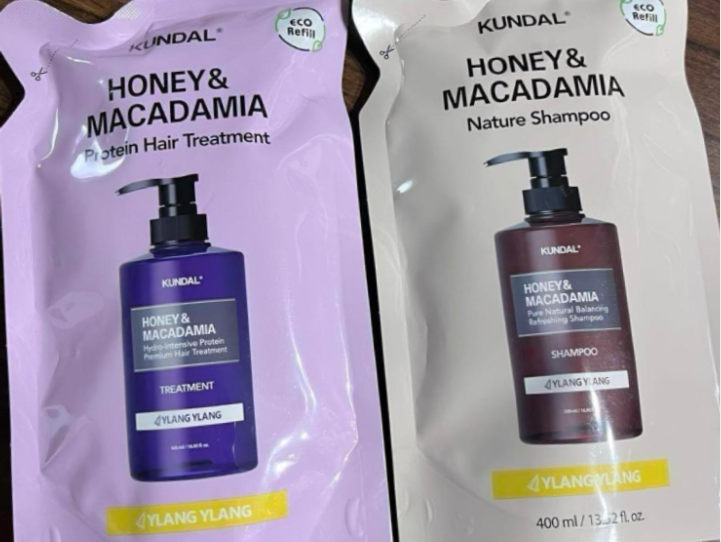 KUNDAL®
ECO
Refill
HONEY&
MACADAMIA
Protein Hair Treatment
KUNDAL®
HONEY&
MACADAMIA
Hydro-Intensive Protein
Premium Hair Treatment
TREATMENT
YLANG YLANG
YLANG YLANG
KUNDAL®
ECO
Refill
HONEY&
MACADAMIA
Nature Shampoo
KUNDAL®
HONEY&
MACADAMIA
Pure Natural Balancing
Refreshing Shampoo
SHAMPOO
YLANG YLANG
YLANG YLANG
400 ml / 13.52 fl. oz.